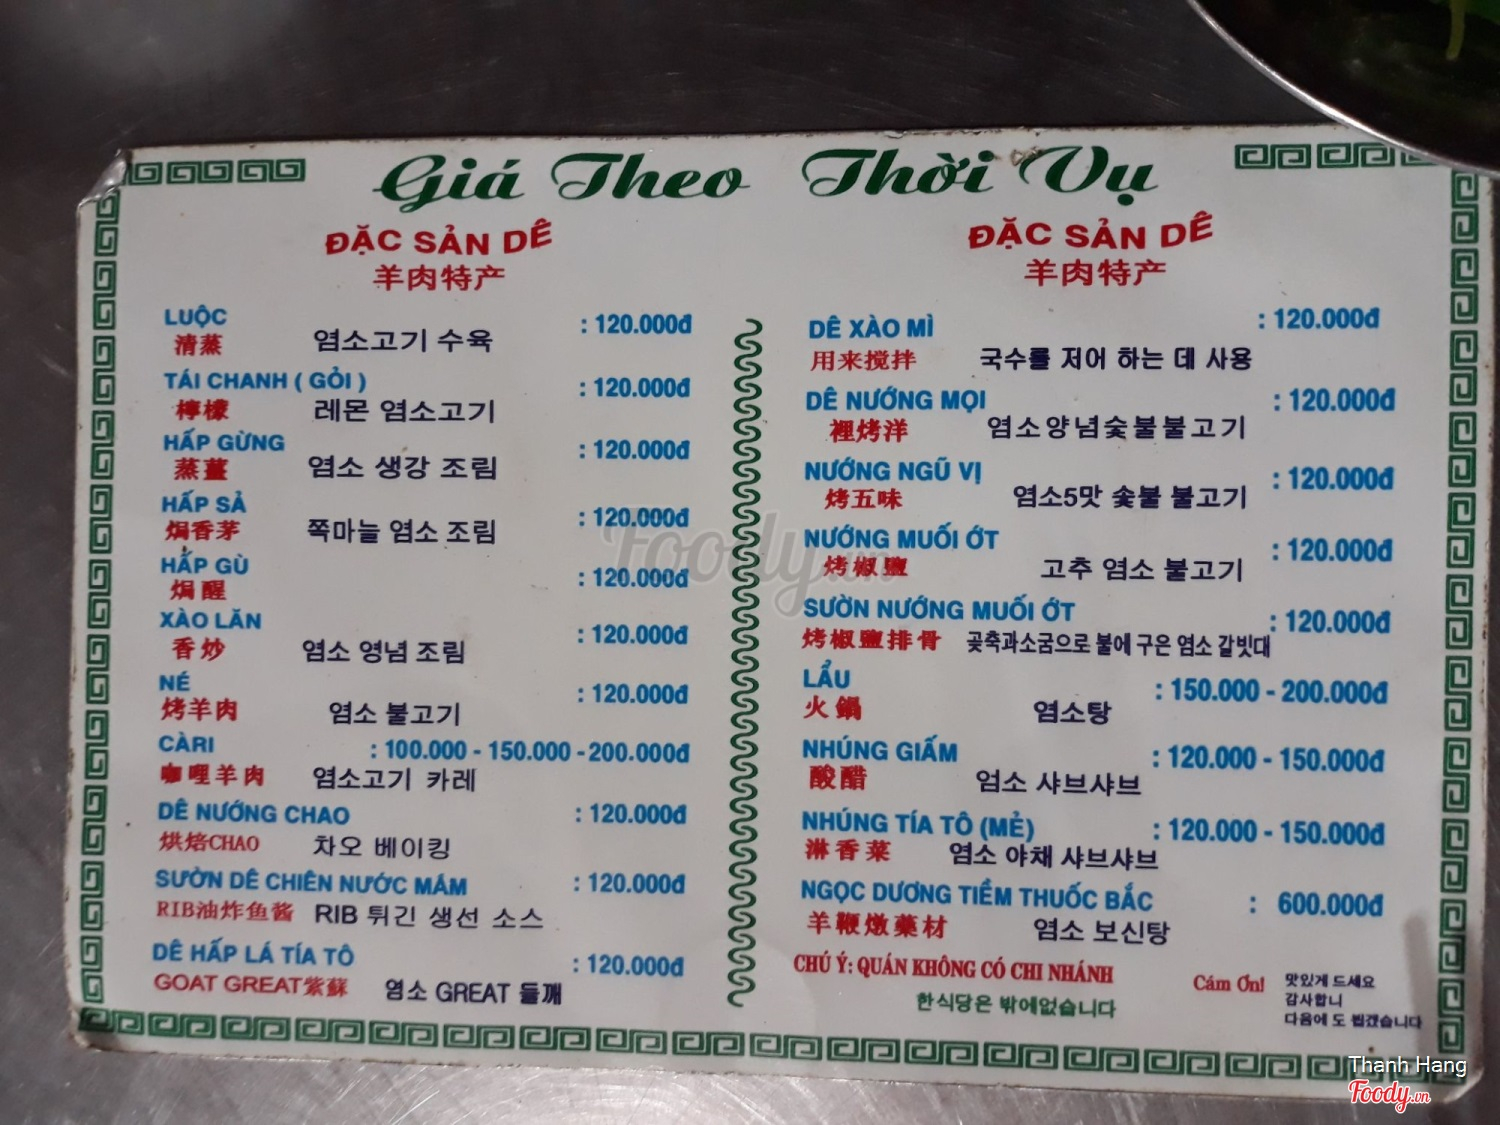 Giá Theo Thời Vụ
ĐẶC SẢN DÊ
羊肉特产
LUỘC : 120.000đ
清蒸 염소고기 수육
TÁI CHANH ( GỎI ) : 120.000đ
檸檬 레몬 염소고기
HẤP GỪNG : 120.000đ
蒸薑 염소 생강 조림
HẤP SẢ : 120.000đ
焗香茅 쪽마늘 염소 조림
HẤP GÙ : 120.000đ
焗醒
XÀO LĂN : 120.000đ
香炒 염소 영념 조림
NÉ : 120.000đ
烤羊肉 염소 불고기
CÀRI : 100.000 - 150.000 - 200.000đ
咖哩羊肉 염소고기 카레
DÊ NƯỚNG CHAO : 120.000đ
烘焙CHAO 차오 베이킹
SƯỜN DÊ CHIÊN NƯỚC MẮM : 120.000đ
RIB油炸鱼酱 RIB 튀긴 생선 소스
DÊ HẤP LÁ TÍA TÔ : 120.000đ
GOAT GREAT紫蘇 염소 GREAT 들깨
ĐẶC SẢN DÊ
羊肉特产
DÊ XÀO MÌ : 120.000đ
用来搅拌 국수를 저어 하는 데 사용
DÊ NƯỚNG MỌI : 120.000đ
裡烤洋 염소양념숯불불고기
NƯỚNG NGŨ VỊ : 120.000đ
烤五味 염소5맛 숯불 불고기
NƯỚNG MUỐI ỚT : 120.000đ
烤椒鹽 고추 염소 불고기
SƯỜN NƯỚNG MUỐI ỚT : 120.000đ
烤椒鹽排骨 곶축과소굼으로 불에 구은 염소 갈빗대
LẨU : 150.000 - 200.000đ
火鍋 염소탕
NHÚNG GIẤM : 120.000 - 150.000đ
酸醋 엄소 샤브샤브
NHÚNG TÍA TÔ (MẺ) : 120.000 - 150.000đ
淋香菜 염소 야채 샤브샤브
NGỌC DƯƠNG TIỀM THUỐC BẮC : 600.000đ
羊鞭燉藥材 염소 보신탕
CHÚ Ý: QUÁN KHÔNG CÓ CHI NHÁNH
한식당은 밖에없습니다
Cám Ơn!
맛있게 드세요
감사합니
다음에 도 뵙겠습니다
Foody.vn
Thanh Hang
Foody.vn